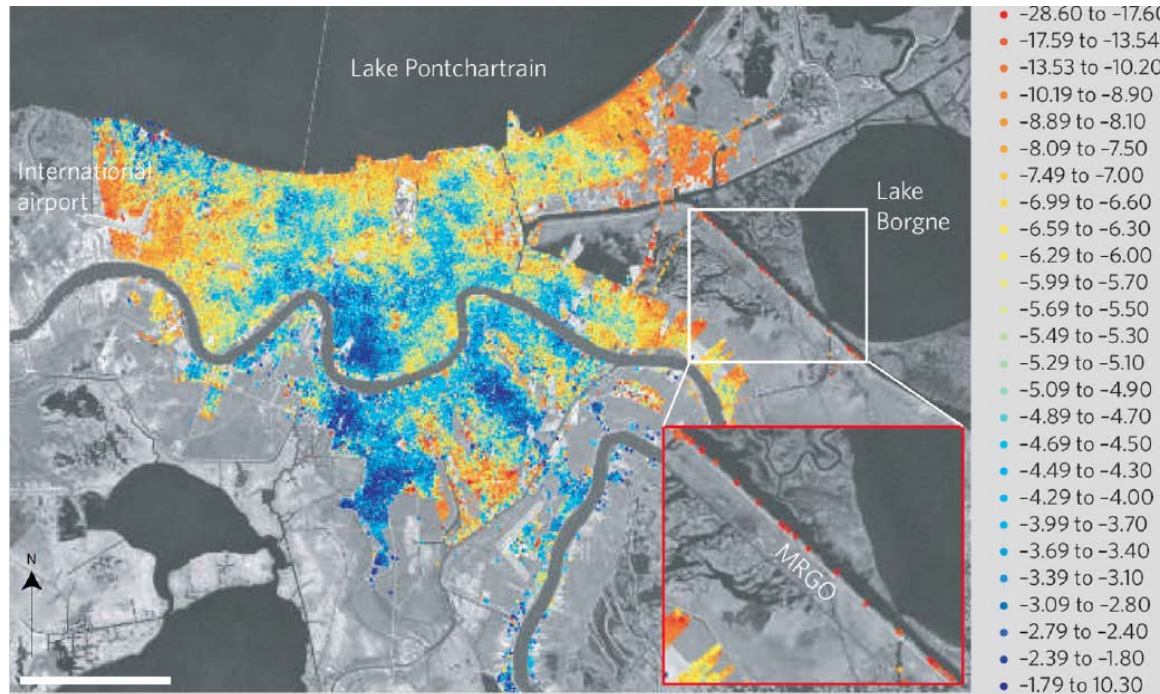 Lake Pontchartrain
International
airport
Lake
Borgne
MRGO
N
-28.60 to -17.60
-17.59 to -13.54
-13.53 to -10.20
-10.19 to -8.90
-8.89 to -8.10
-8.09 to -7.50
-7.49 to -7.00
-6.99 to -6.60
-6.59 to -6.30
-6.29 to -6.00
-5.99 to -5.70
-5.69 to -5.50
-5.49 to -5.30
-5.29 to -5.10
-5.09 to -4.90
-4.89 to -4.70
-4.69 to -4.50
-4.49 to -4.30
-4.29 to -4.00
-3.99 to -3.70
-3.69 to -3.40
-3.39 to -3.10
-3.09 to -2.80
-2.79 to -2.40
-2.39 to -1.80
-1.79 to 10.30